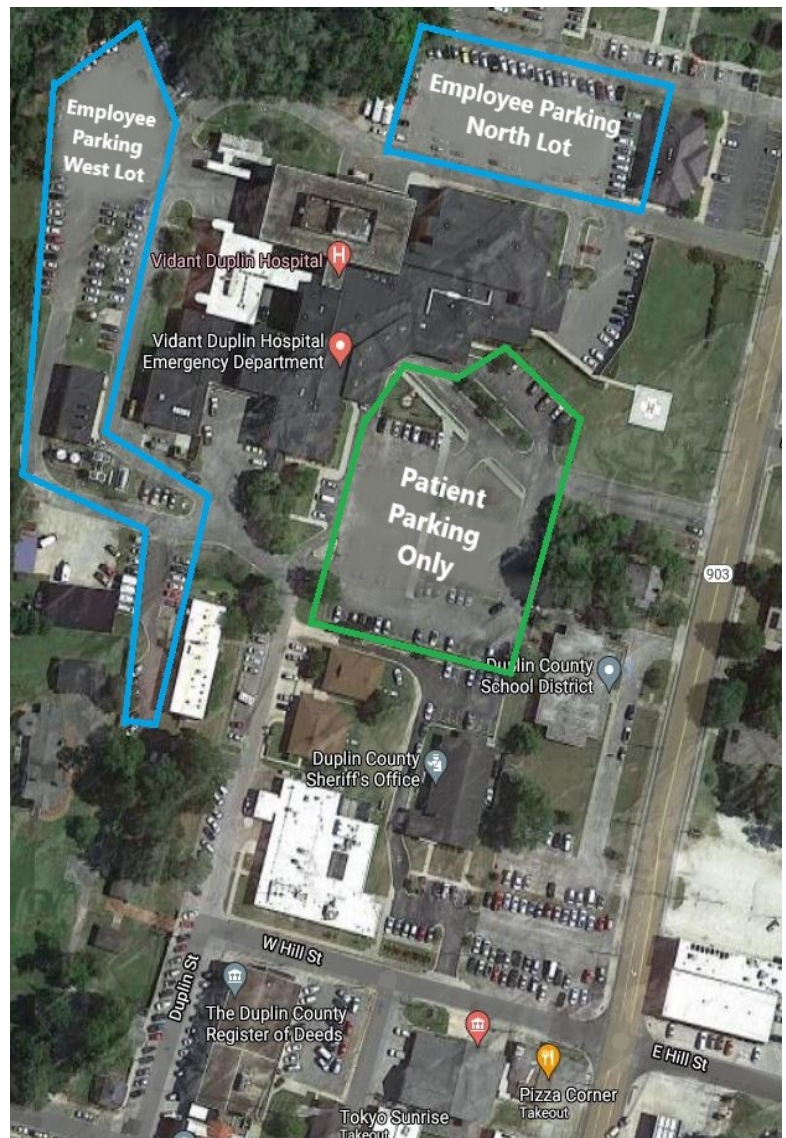 Employee
Parking
West Lot
Employee Parking
North Lot
Vidant Duplin Hospital
H
Vidant Duplin Hospital
Emergency Department
H
Patient
Parking
Only
903
Duplin County
School District
Duplin County
Sheriff's Office
W Hill St
Duplin St
The Duplin County
Register of Deeds
E Hill St
Pizza Corner
Takeout
Tokyo Sunrise
Takeout